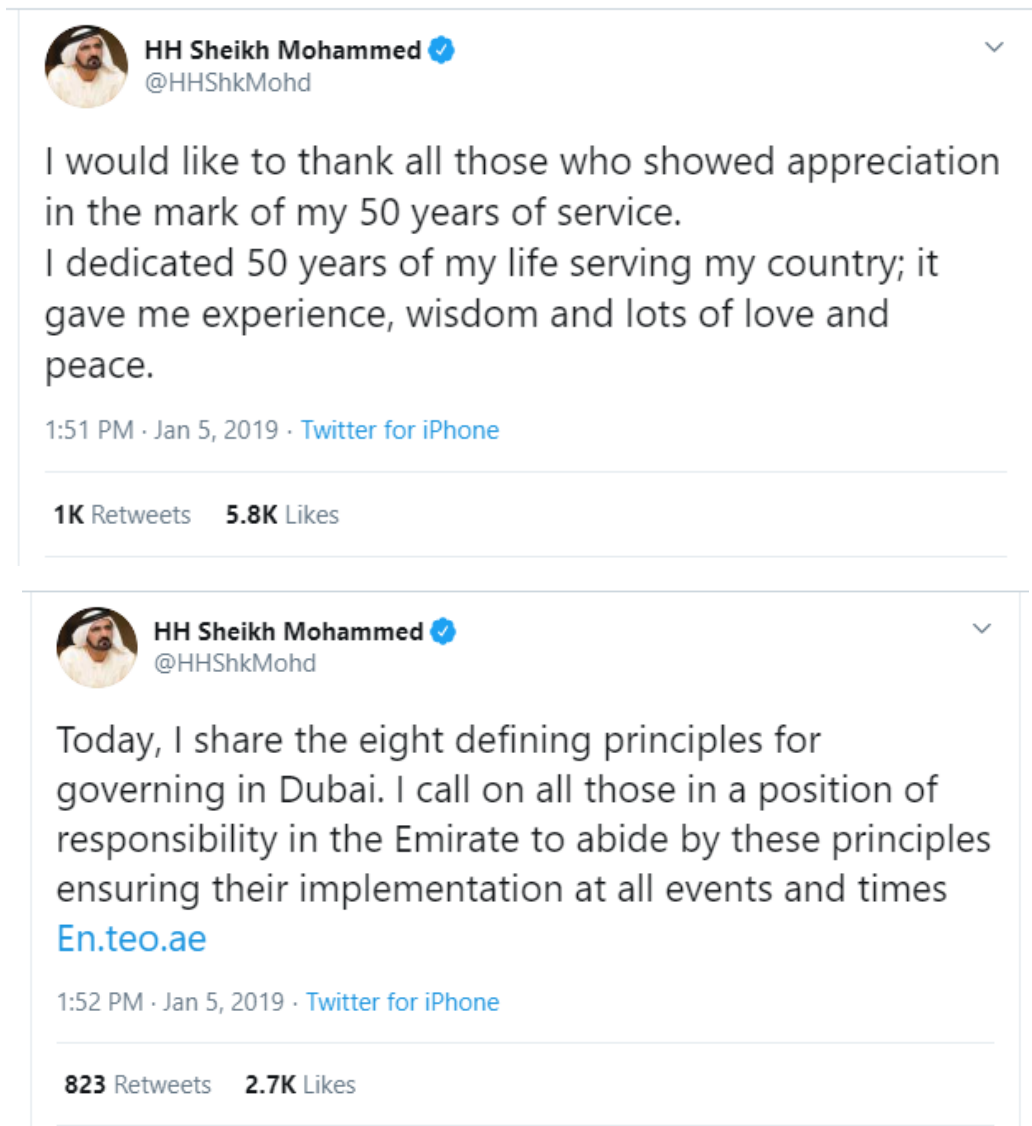 HH Sheikh Mohammed
@HHShkMohd
I would like to thank all those who showed appreciation
in the mark of my 50 years of service.
I dedicated 50 years of my life serving my country; it
gave me experience, wisdom and lots of love and
peace.
1:51 PM · Jan 5, 2019 · Twitter for iPhone
1K Retweets 5.8K Likes
HH Sheikh Mohammed
@HHShkMohd
Today, I share the eight defining principles for
governing in Dubai. I call on all those in a position of
responsibility in the Emirate to abide by these principles
ensuring their implementation at all events and times
En.teo.ae
1:52 PM · Jan 5, 2019 · Twitter for iPhone
823 Retweets 2.7K Likes